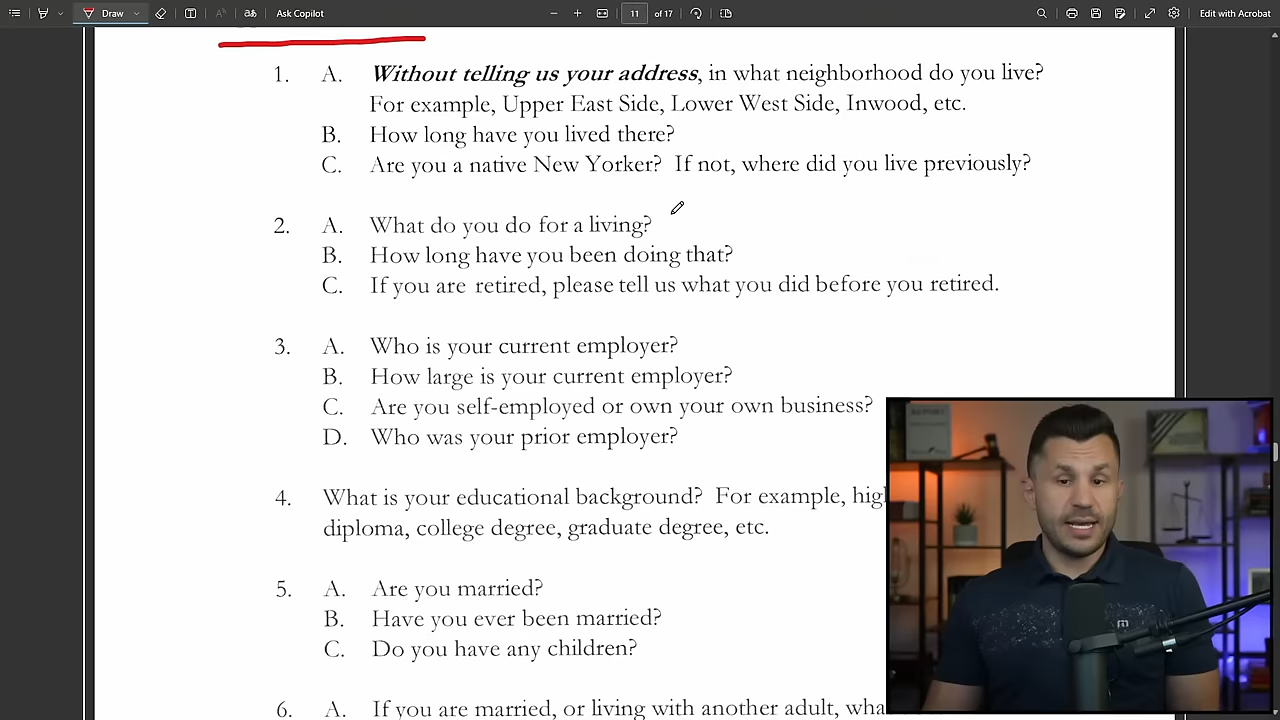 Draw
Ask Copilot
11 of 17
Edit with Acrobat
1. A. Without telling us your address, in what neighborhood do you live?
For example, Upper East Side, Lower West Side, Inwood, etc.
B. How long have you lived there?
C. Are you a native New Yorker? If not, where did you live previously?
2. A. What do you do for a living?
B. How long have you been doing that?
C. If you are retired, please tell us what you did before you retired.
3. A. Who is your current employer?
B. How large is your current employer?
C. Are you self-employed or own your own business?
D. Who was your prior employer?
4. What is your educational background? For example, hig
diploma, college degree, graduate degree, etc.
5. A. Are you married?
B. Have you ever been married?
C. Do you have any children?
6. A. If you are married, or living with another adult, wha